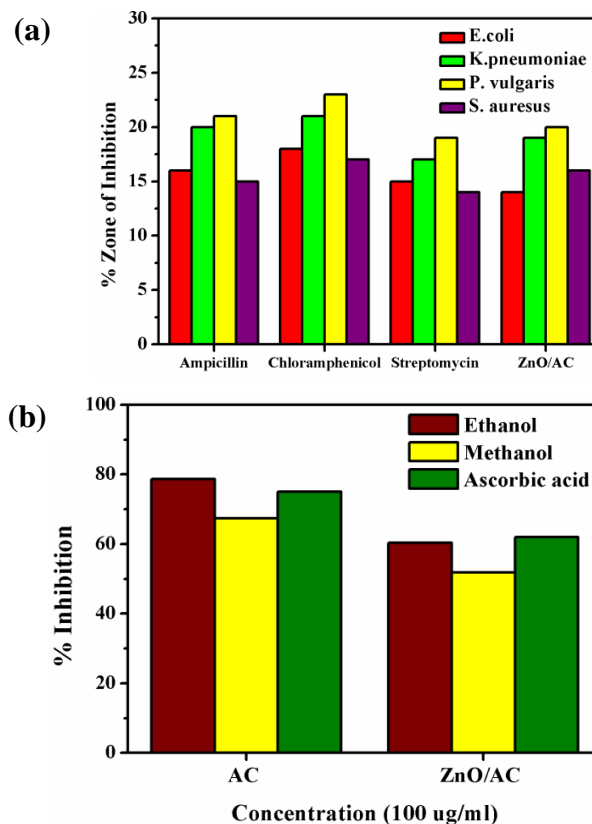 (a)
30
25
20
15
10
5
0
% Zone of Inhibition
E.coli
K.pneumoniae
P. vulgaris
S. auresus
Ampicillin Chloramphenicol Streptomycin ZnO/AC
(b)
100
80
60
40
20
0
% Inhibition
Ethanol
Methanol
Ascorbic acid
AC ZnO/AC
Concentration (100 ug/ml)